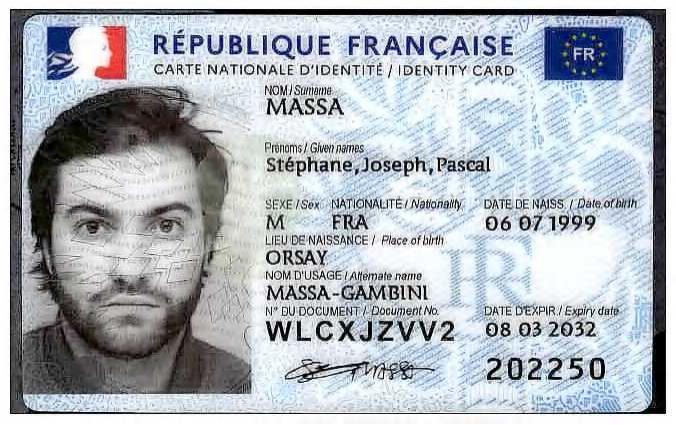 RÉPUBLIQUE FRANÇAISE
FR
CARTE NATIONALE D'IDENTITÉ / IDENTITY CARD
NOM / Surname
MASSA
Prénoms / Given names
Stéphane, Joseph, Pascal
SEXE / Sex NATIONALITÉ / Nationality DATE DE NAISS. / Date of birth
M FRA 06 07 1999
LIEU DE NAISSANCE / Place of birth
ORSAY
NOM D'USAGE / Alternate name
MASSA-GAMBINI
N° DU DOCUMENT / Document No. DATE D'EXPIR / Expiry date
WLCXJZVV2 08 03 2032
202250